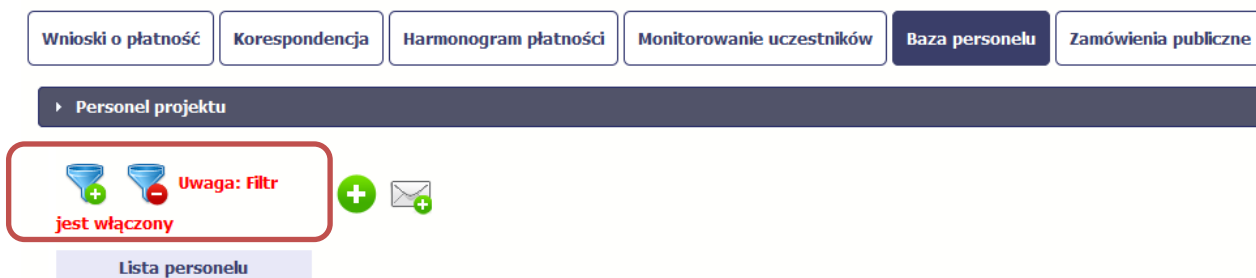 Wnioski o płatność
Korespondencja
Harmonogram płatności
Monitorowanie uczestników
Baza personelu
Zamówienia publiczne
Personel projektu
Uwaga: Filtr
jest włączony
Lista personelu